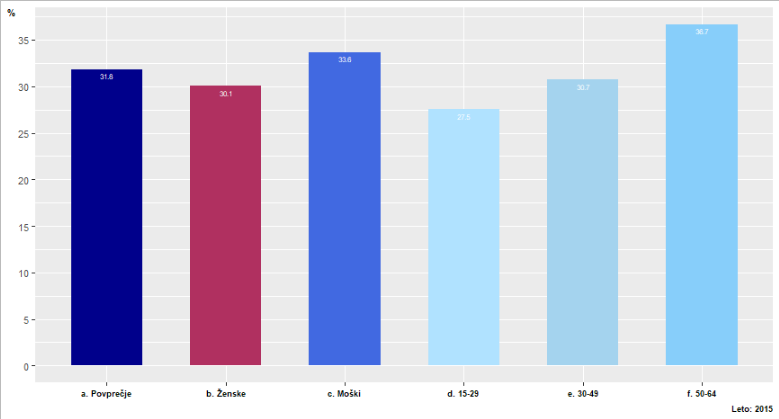 %
35
30
25
20
15
10
5
0
31.8
30.1
33.6
27.5
30.7
36.7
a. Povprečje
b. Ženske
c. Moški
d. 15-29
e. 30-49
f. 50-64
Leto: 2015